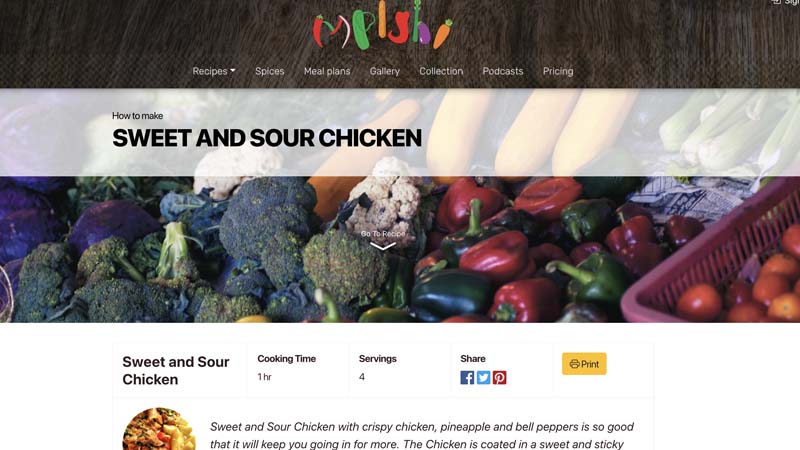 Sign
melshi
Recipes Spices Meal plans Gallery Collection Podcasts Pricing
How to make
SWEET AND SOUR CHICKEN
Go To Recipe
Sweet and Sour
Chicken
Cooking Time
1 hr
Servings
4
Share
Print
Sweet and Sour Chicken with crispy chicken, pineapple and bell peppers is so good
that it will keep you going in for more. The Chicken is coated in a sweet and sticky